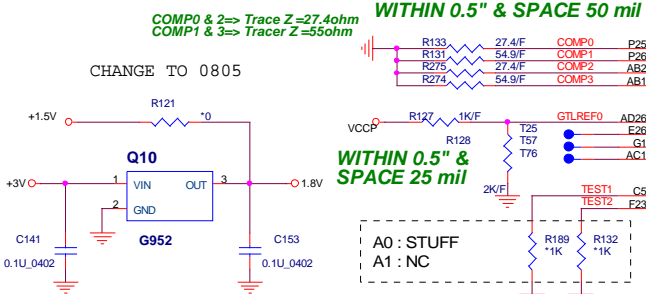 COMP0 & 2=> Trace Z =27.4ohm
COMP1 & 3=> Tracer Z =55ohm
WITHIN 0.5" & SPACE 50 mil
R133 27.4/F COMP0 P25
R131 54.9/F COMP1 P26
R275 27.4/F COMP2 AB2
R274 54.9/F COMP3 AB1
CHANGE TO 0805
R121
+1.5V *0
VCCP R127 1K/F GTLREF0 AD26
R128 T25 E26
T57 G1
T76 AC1
WITHIN 0.5" &
SPACE 25 mil
2K/F
Q10
+3V 1 VIN OUT 3 1.8V
2 GND
G952
C141
0.1U_0402
C153
0.1U_0402
TEST1 C5
TEST2 F23
A0 : STUFF
A1 : NC
R189
*1K
R132
*1K